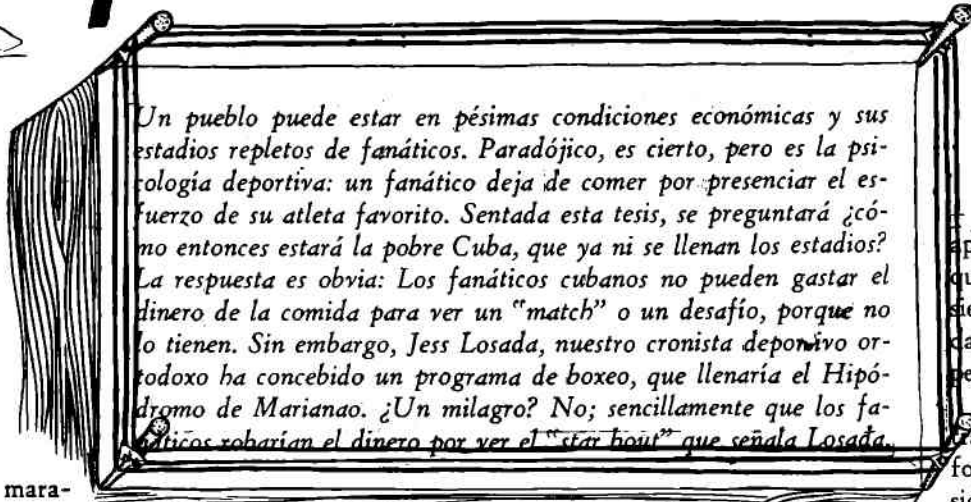 Un pueblo puede estar en pésimas condiciones económicas y sus
estadios repletos de fanáticos. Paradójico, es cierto, pero es la psi-
cología deportiva: un fanático deja de comer por presenciar el es-
fuerzo de su atleta favorito. Sentada esta tesis, se preguntará ¿có-
mo entonces estará la pobre Cuba, que ya ni se llenan los estadios?
La respuesta es obvia: Los fanáticos cubanos no pueden gastar el
dinero de la comida para ver un "match" o un desafío, porque no
lo tienen. Sin embargo, Jess Losada, nuestro cronista deportivo or-
todoxo ha concebido un programa de boxeo, que llenaría el Hipó-
dromo de Marianao. ¿Un milagro? No; sencillamente que los fa-
náticos robarían el dinero por ver el "star bout" que señala Losada.
mara-